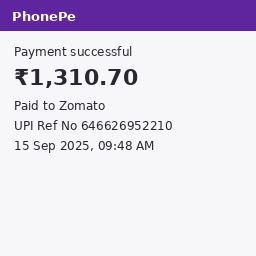 PhonePe
Payment successful
₹1,310.70
Paid to Zomato
UPI Ref No 646626952210
15 Sep 2025, 09:48 AM